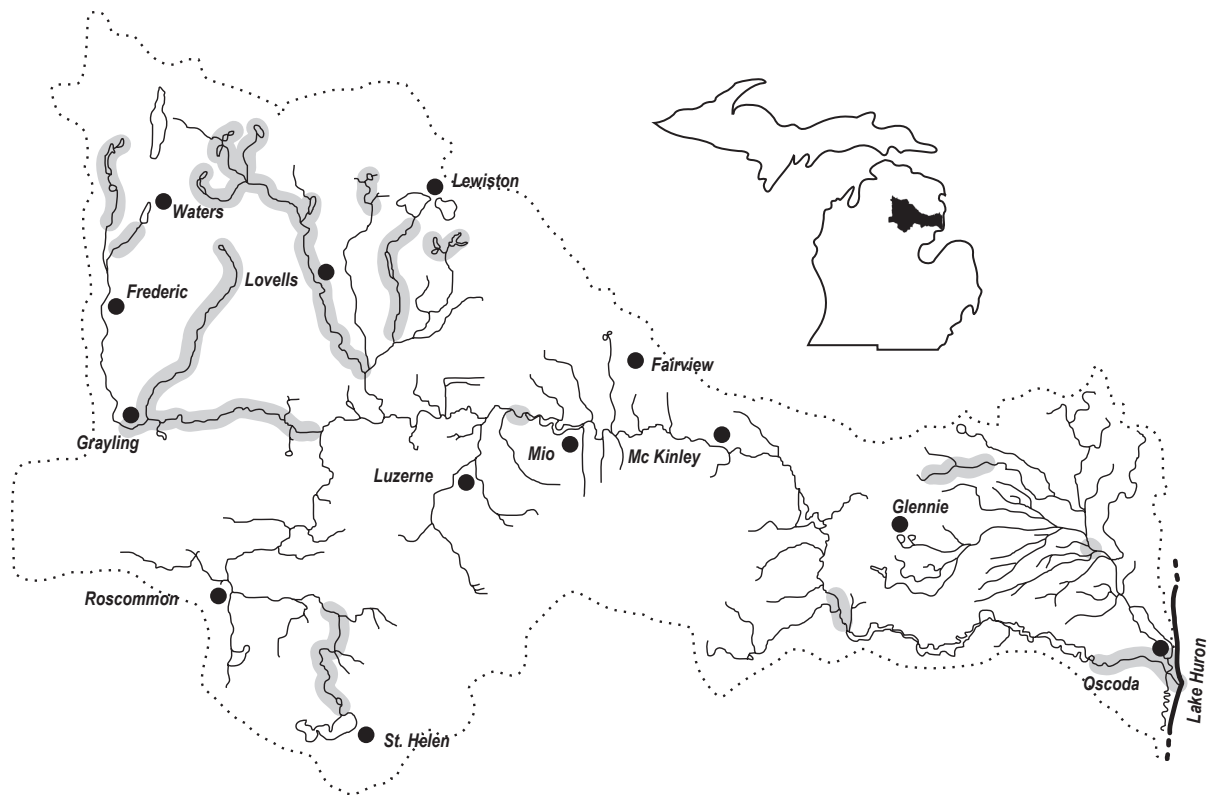 Lewiston
Waters
Lovells
Frederic
Fairview
Grayling
Mio
Mc Kinley
Luzerne
Glennie
Roscommon
Oscoda
Lake Huron
St. Helen